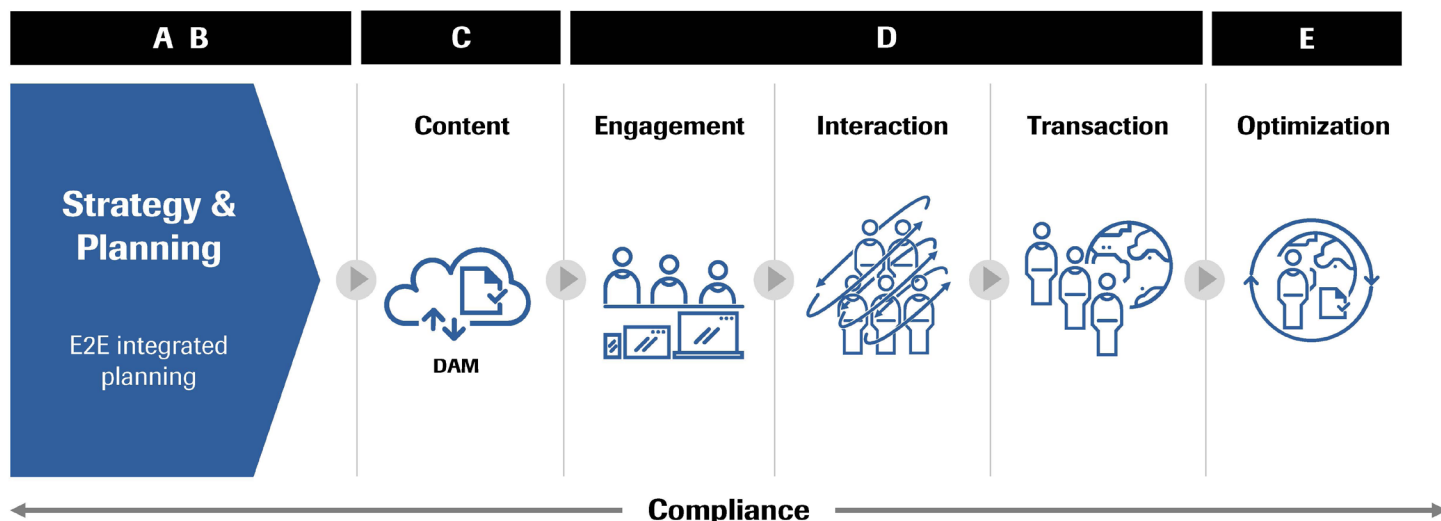 A B
C
D
E
Strategy &
Planning
E2E integrated
planning
Content
DAM
Engagement
Interaction
Transaction
Optimization
Compliance